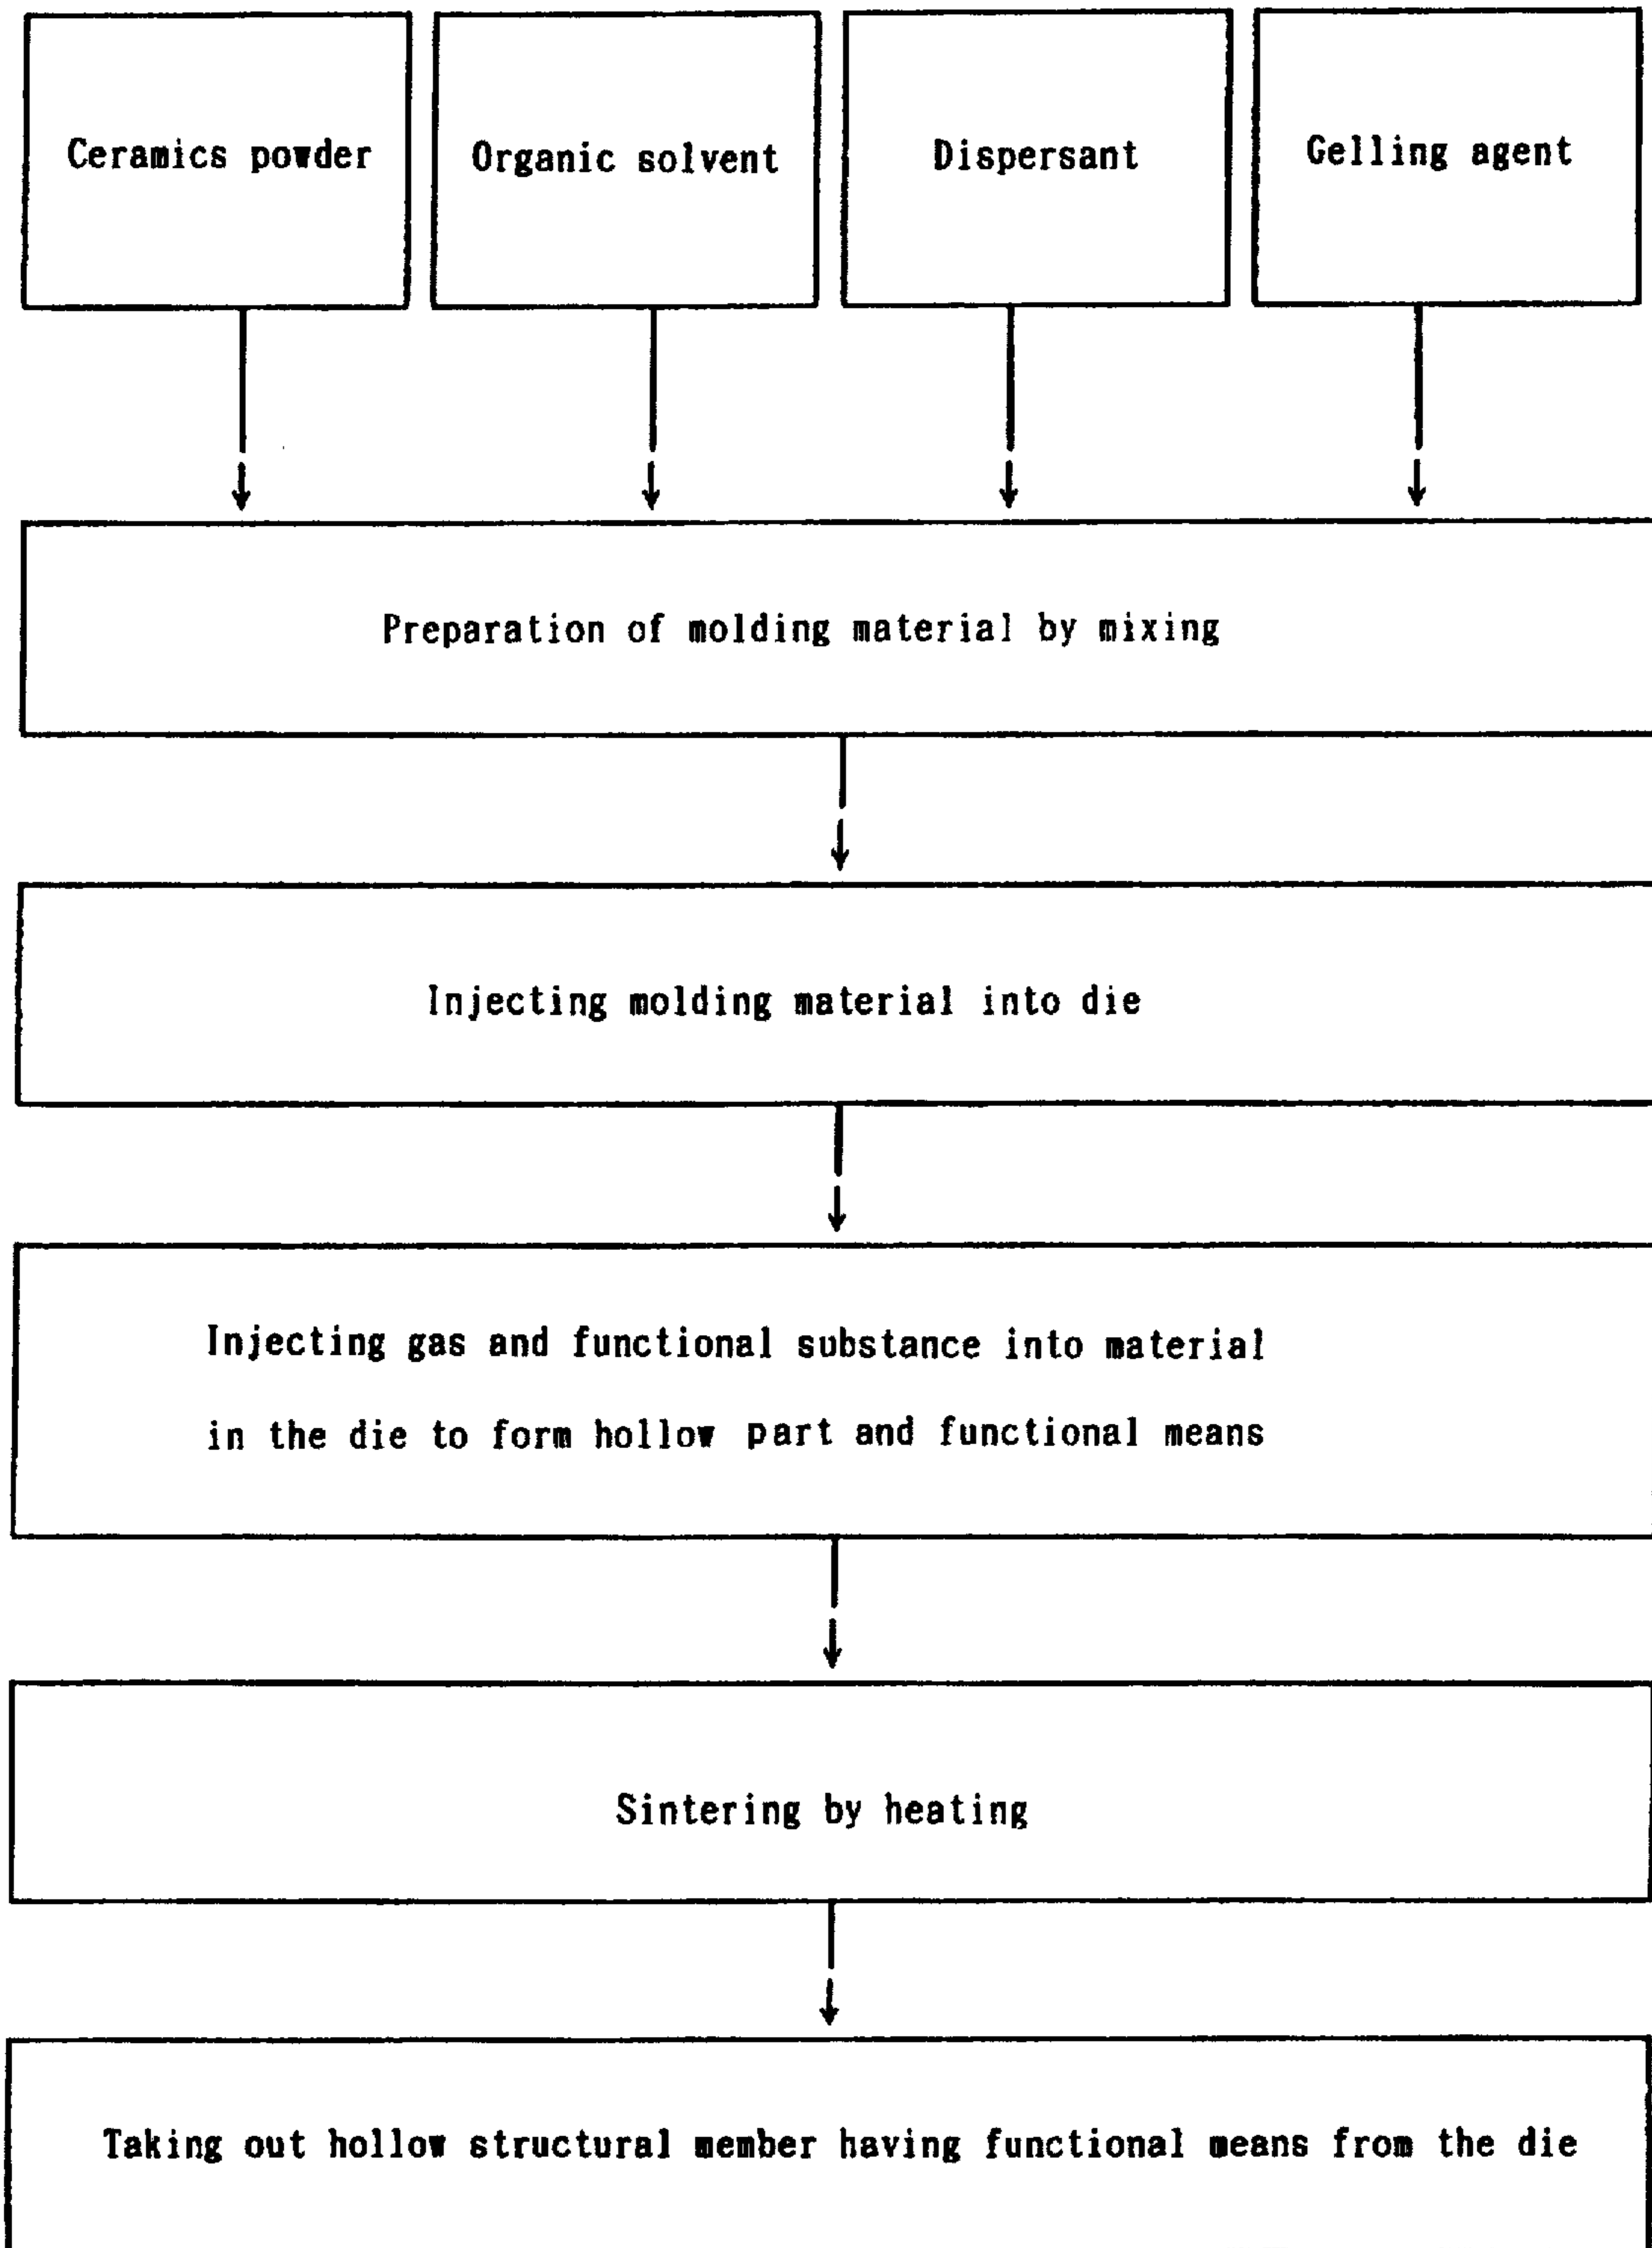 Ceramics powder
Organic solvent
Dispersant
Gelling agent
Preparation of molding material by mixing
Injecting molding material into die
Injecting gas and functional substance into material
in the die to form hollow part and functional means
Sintering by heating
Taking out hollow structural member having functional means from the die